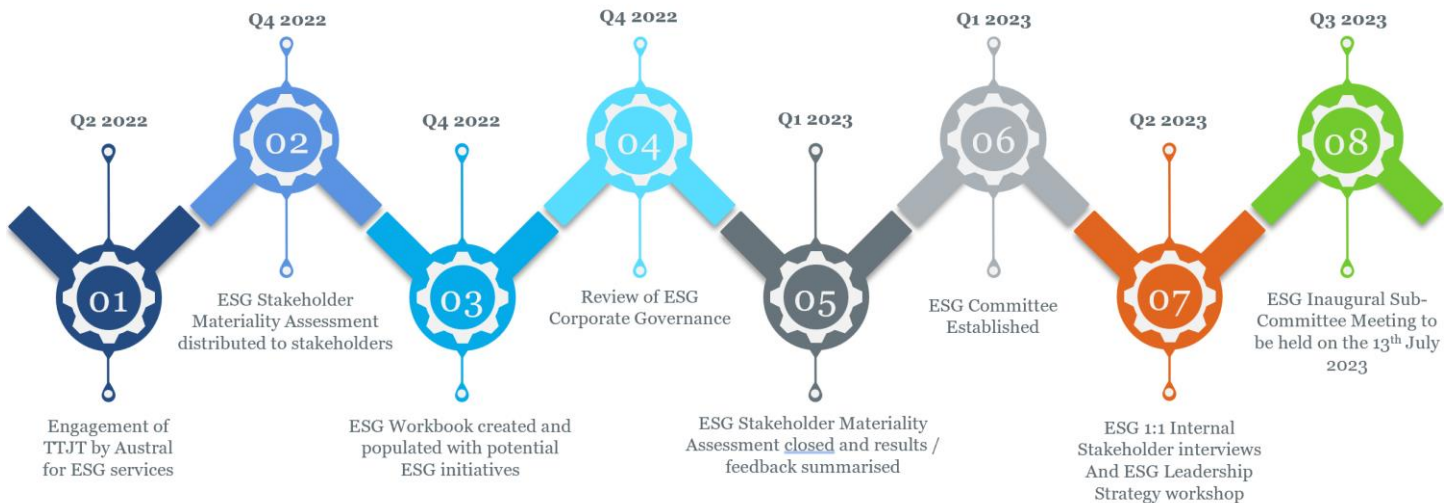 Q2 2022
01
Engagement of
TTJT by Austral
for ESG services
Q4 2022
02
ESG Stakeholder
Materiality Assessment
distributed to stakeholders
Q4 2022
03
ESG Workbook created and
populated with potential
ESG initiatives
Q4 2022
04
Review of ESG
Corporate Governance
Q1 2023
05
ESG Stakeholder Materiality
Assessment closed and results /
feedback summarised
Q1 2023
06
ESG Committee
Established
Q2 2023
07
ESG 1:1 Internal
Stakeholder interviews
And ESG Leadership
Strategy workshop
Q3 2023
08
ESG Inaugural Sub-
Committee Meeting to
be held on the 13th July
2023